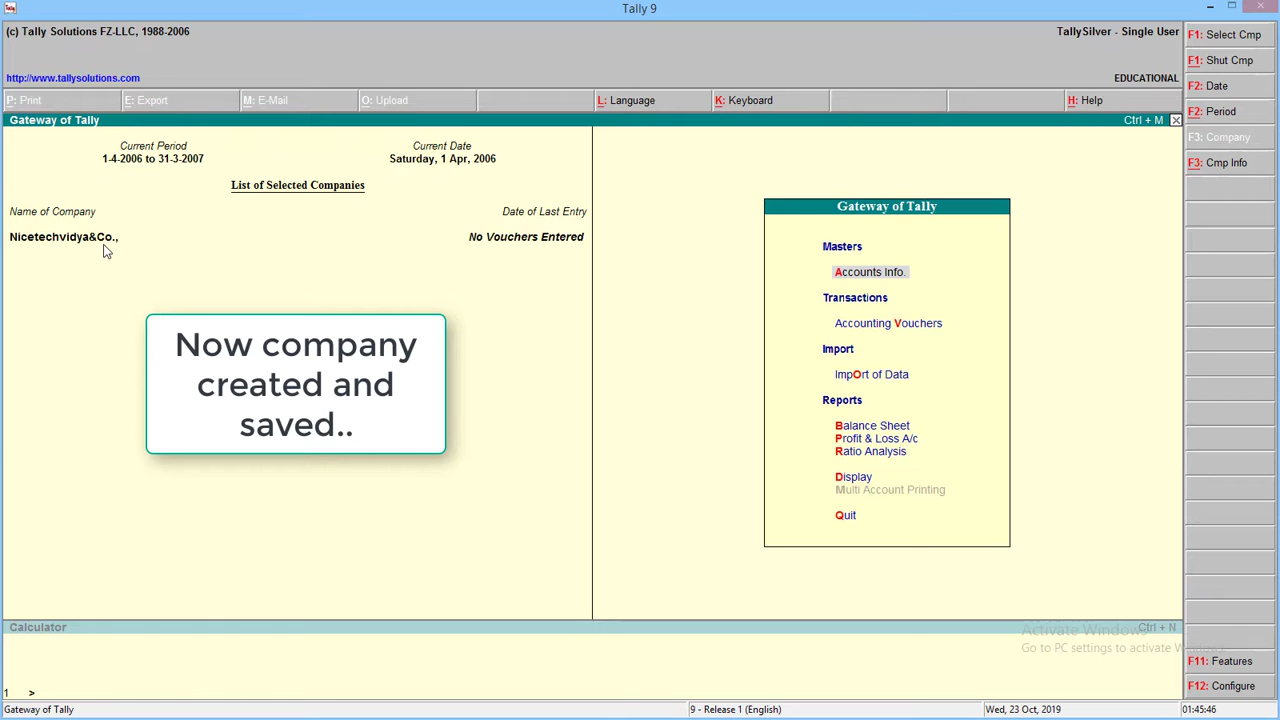 Tally
Tally 9
(c) Tally Solutions FZ-LLC, 1988-2006
TallySilver - Single User
http://www.tallysolutions.com
EDUCATIONAL
P: Print
E: Export
M: E-Mail
O: Upload
L: Language
K: Keyboard
H: Help
Gateway of Tally
Ctrl + M
Current Period
1-4-2006 to 31-3-2007
Current Date
Saturday, 1 Apr, 2006
List of Selected Companies
Name of Company
Date of Last Entry
Nicetechvidya&Co.,
No Vouchers Entered
Now company
created and
saved..
Gateway of Tally
Masters
Accounts Info.
Transactions
Accounting Vouchers
Import
ImpOrt of Data
Reports
Balance Sheet
Profit & Loss A/c
Ratio Analysis
Display
Multi Account Printing
Quit
F1: Select Cmp
F1: Shut Cmp
F2: Date
F2: Period
F3: Company
F3: Cmp Info
F11: Features
F12: Configure
Calculator
Ctrl + N
Activate Windows
Go to PC settings to activate Windows.
1 >
Gateway of Tally
9 - Release 1 (English)
Wed, 23 Oct, 2019
01:45:46